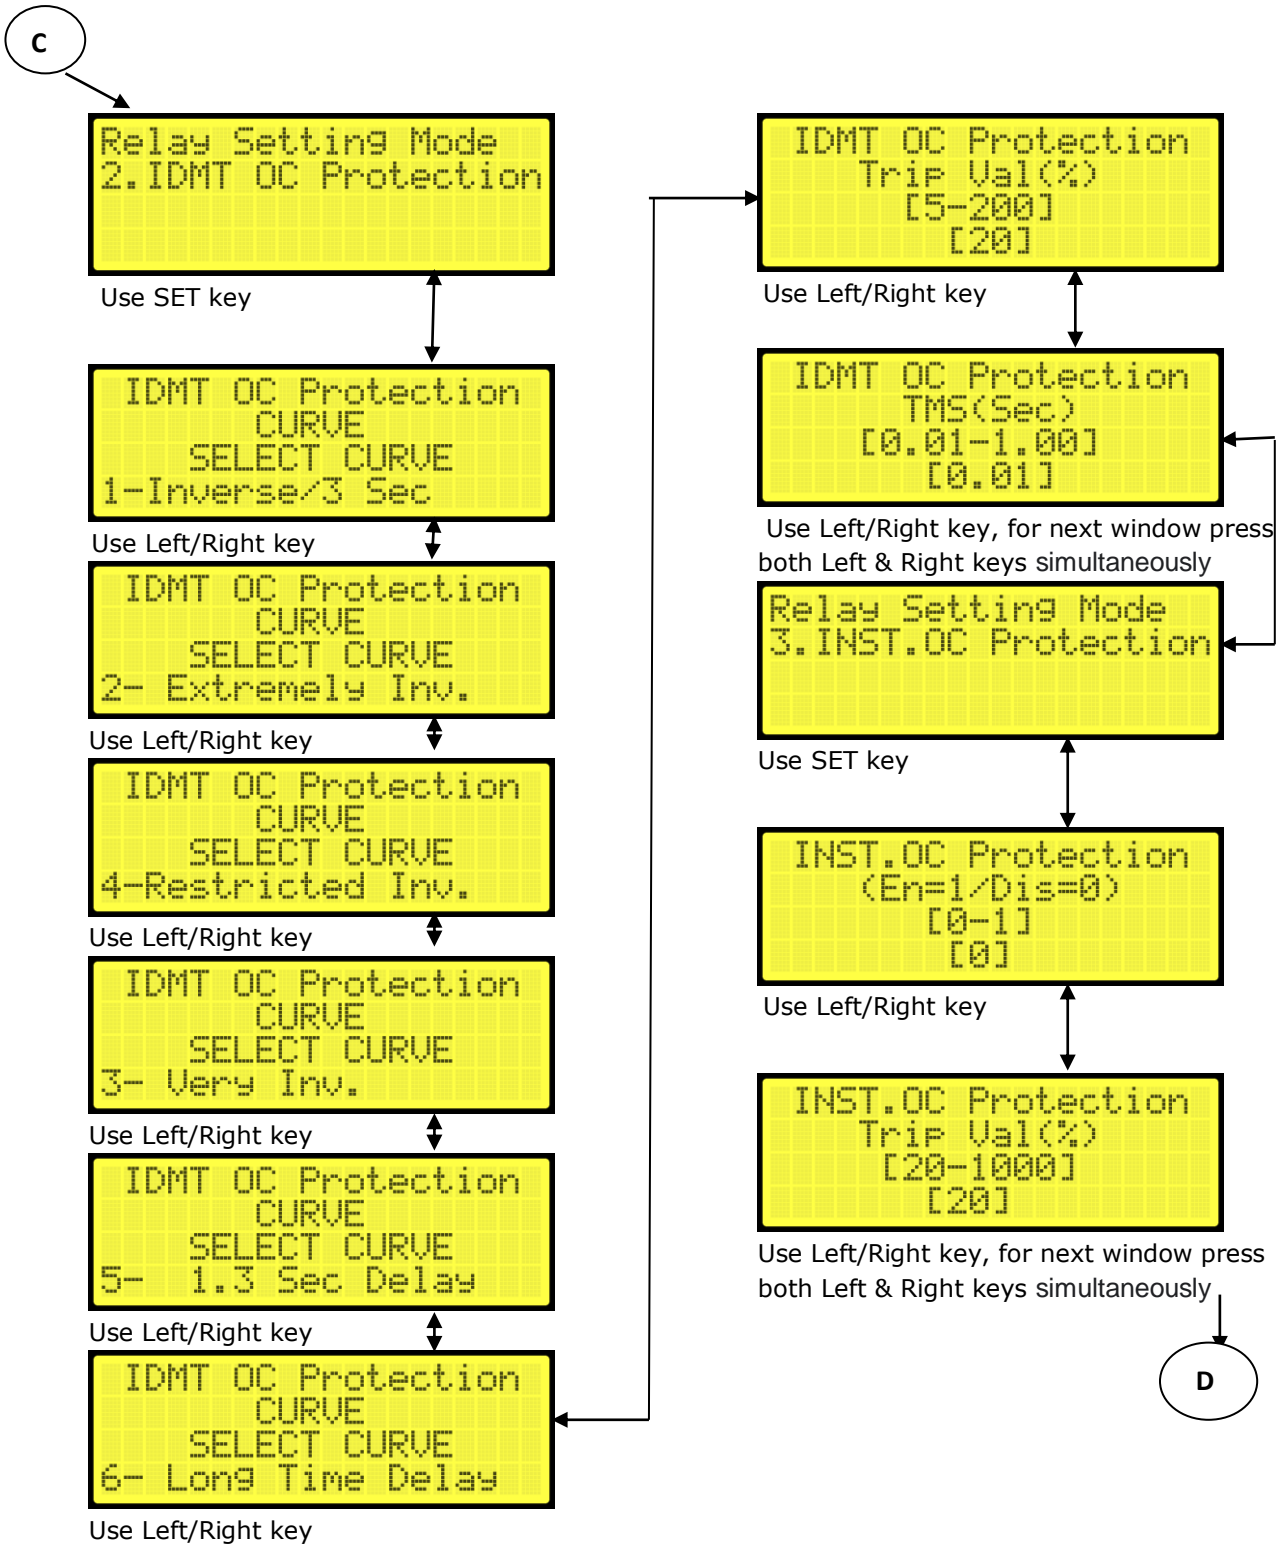 C
Relay Setting Mode
2.IDMT OC Protection
Use SET key
IDMT OC Protection
CURVE
SELECT CURVE
1-Inverse/3 Sec
Use Left/Right key
IDMT OC Protection
CURVE
SELECT CURVE
2- Extremely Inv.
Use Left/Right key
IDMT OC Protection
CURVE
SELECT CURVE
4-Restricted Inv.
Use Left/Right key
IDMT OC Protection
CURVE
SELECT CURVE
3- Very Inv.
Use Left/Right key
IDMT OC Protection
CURVE
SELECT CURVE
5-  1.3 Sec Delay
Use Left/Right key
IDMT OC Protection
CURVE
SELECT CURVE
6- Long Time Delay
Use Left/Right key
IDMT OC Protection
Trip Val(%)
[5-200]
[20]
Use Left/Right key
IDMT OC Protection
TMS(Sec)
[0.01-1.00]
[0.01]
Use Left/Right key, for next window press
both Left & Right keys simultaneously
Relay Setting Mode
3.INST.OC Protection
Use SET key
INST.OC Protection
(En=1/Dis=0)
[0-1]
[0]
Use Left/Right key
INST.OC Protection
Trip Val(%)
[20-1000]
[20]
Use Left/Right key, for next window press
both Left & Right keys simultaneously
D